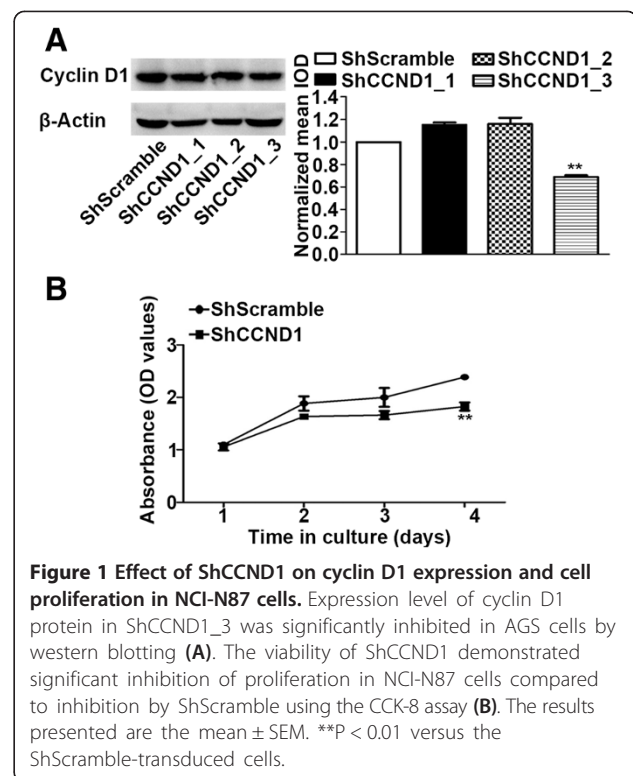 A
Cyclin D1
β-Actin
ShScramble
ShCCND1_1
ShCCND1_2
ShCCND1_3
ShScramble
ShCCND1_2
ShCCND1_1
ShCCND1_3
Normalized mean IOD
1.4
1.2
1.0
0.8
0.6
0.4
0.2
0.0
**
B
ShScramble
ShCCND1
Absorbance (OD values)
3
2
1
0
**
1 2 3 4
Time in culture (days)
Figure 1 Effect of ShCCND1 on cyclin D1 expression and cell
proliferation in NCI-N87 cells. Expression level of cyclin D1
protein in ShCCND1_3 was significantly inhibited in AGS cells by
western blotting (A). The viability of ShCCND1 demonstrated
significant inhibition of proliferation in NCI-N87 cells compared
to inhibition by ShScramble using the CCK-8 assay (B). The results
presented are the mean ± SEM. **P < 0.01 versus the
ShScramble-transduced cells.